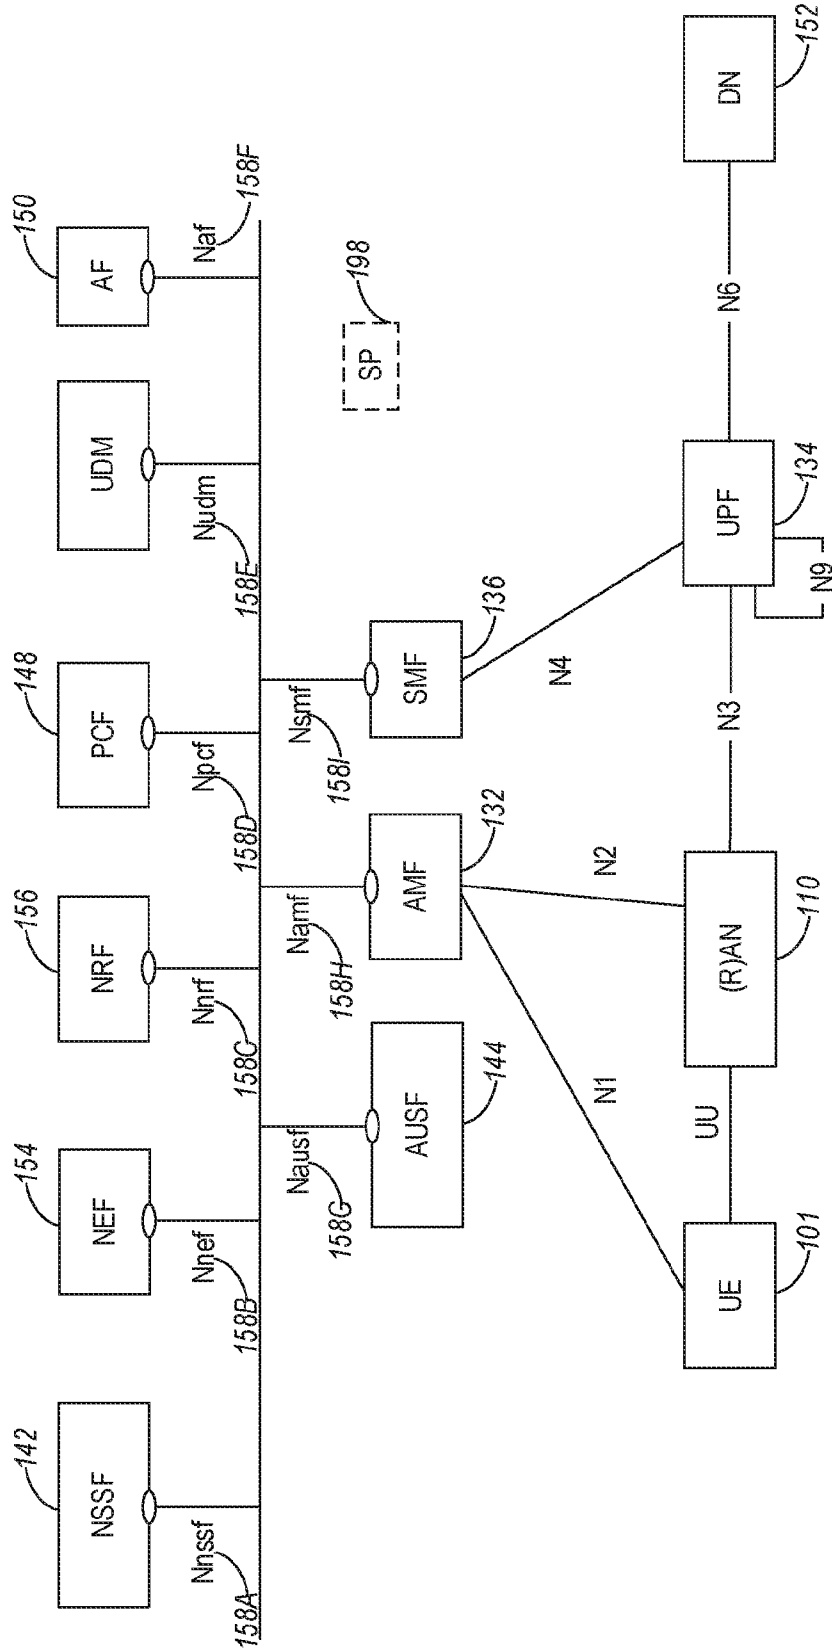 142
154
156
148
150
NSSF
NEF
NRF
PCF
UDM
AF
Nnssf
Nnef
Nnrf
Npcf
Nudm
Naf
158A
158B
158C
158D
158E
158F
Nausf
Namf
Nsmf
158G
158H
158I
SP
198
AUSF
AMF
SMF
144
132
136
N1
N2
N4
UU
N3
N6
UE
(R)AN
UPF
DN
101
110
134
152
N9